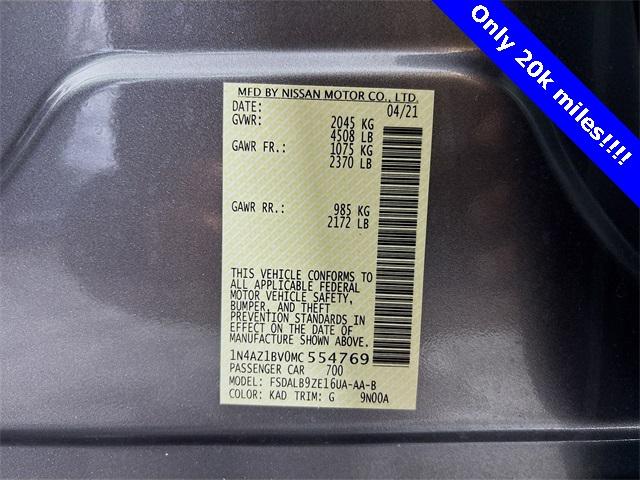 Only 20k miles!!!!
MFD BY NISSAN MOTOR CO., LTD.
DATE: 04/21
GVWR: 2045 KG
4508 LB
GAWR FR.: 1075 KG
2370 LB
GAWR RR.: 985 KG
2172 LB
THIS VEHICLE CONFORMS TO
ALL APPLICABLE FEDERAL
MOTOR VEHICLE SAFETY,
BUMPER, AND THEFT
PREVENTION STANDARDS IN
EFFECT ON THE DATE OF
MANUFACTURE SHOWN ABOVE.
1N4AZ1BV0MC 554769
PASSENGER CAR 700
MODEL: FSDALB9ZE16UA-AA-B
COLOR: KAD TRIM: G 9N00A